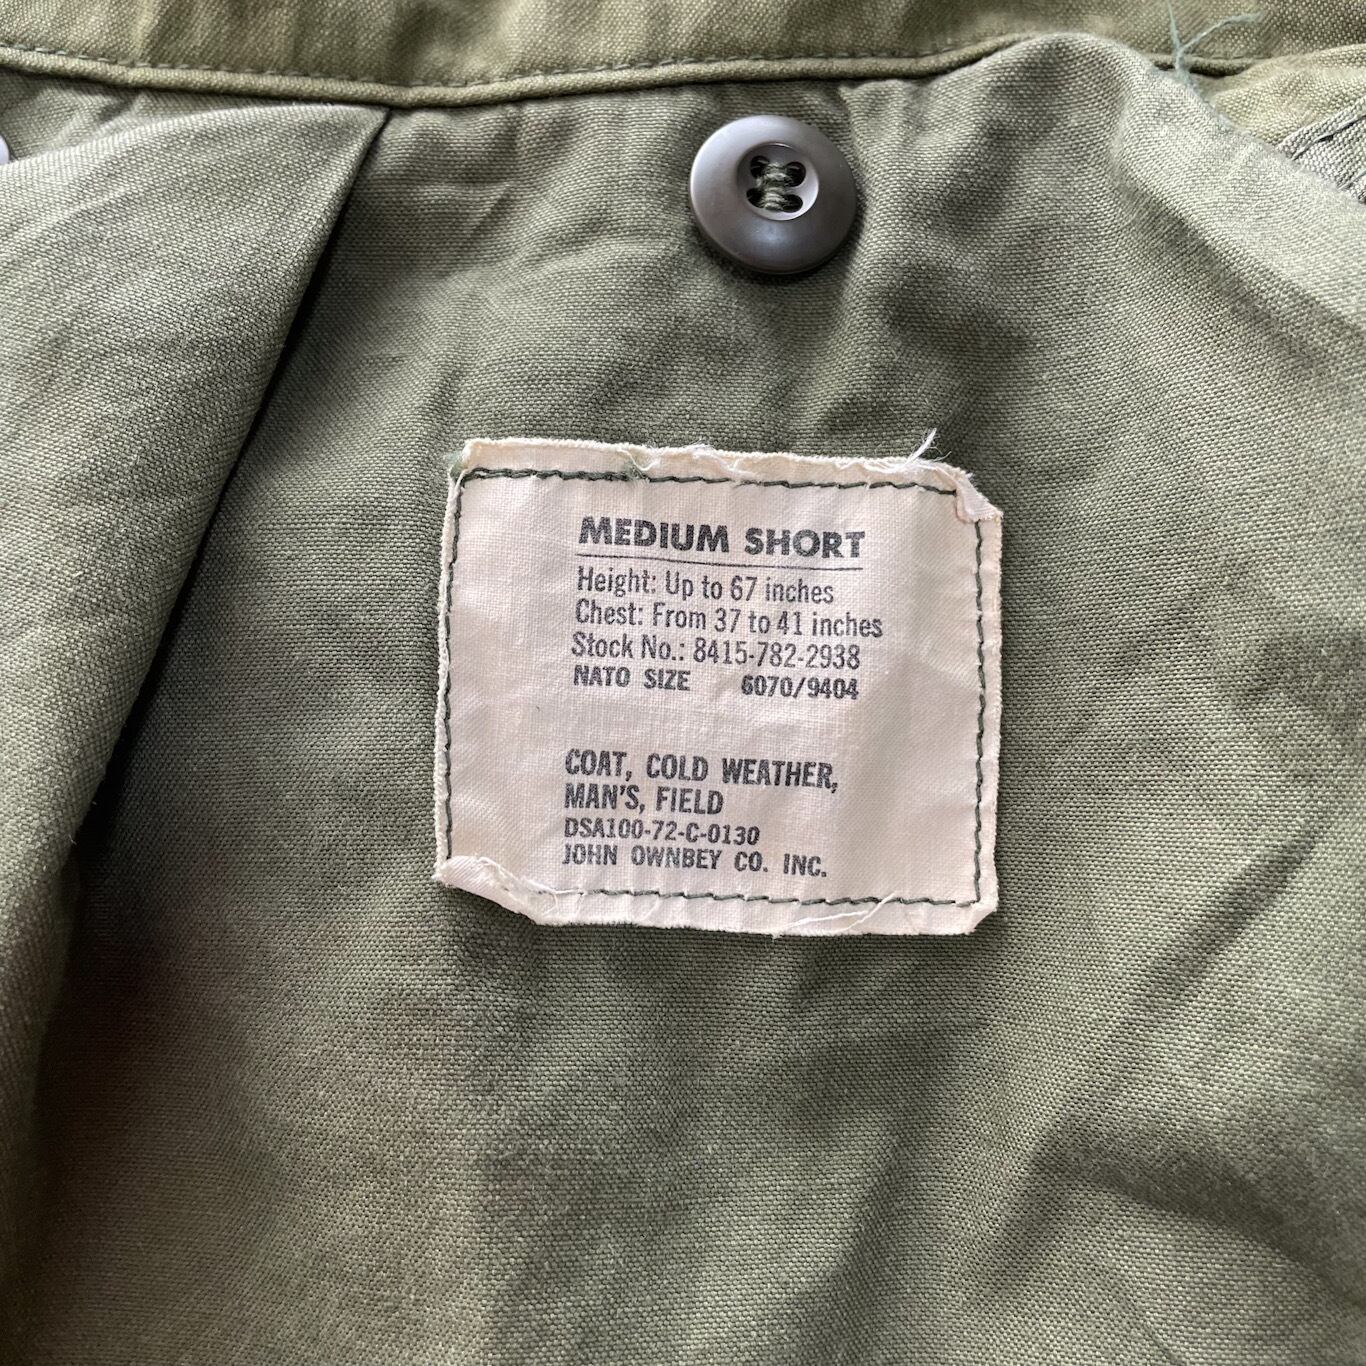 MEDIUM SHORT
Height: Up to 67 inches
Chest: From 37 to 41 inches
Stock No.: 8415-782-2938
NATO SIZE 6070/9404
COAT, COLD WEATHER,
MAN'S, FIELD
DSA100-72-C-0130
JOHN OWNBEY CO. INC.